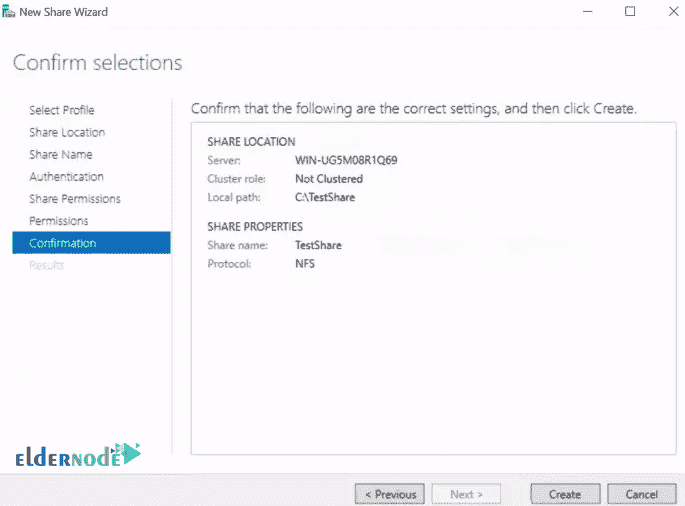 New Share Wizard
Confirm selections
Select Profile
Share Location
Share Name
Authentication
Share Permissions
Permissions
Confirmation
Results
Confirm that the following are the correct settings, and then click Create.
SHARE LOCATION
Server: WIN-UG5M08R1Q69
Cluster role: Not Clustered
Local path: C:\TestShare
SHARE PROPERTIES
Share name: TestShare
Protocol: NFS
ELDERNODE
< Previous Next > Create Cancel